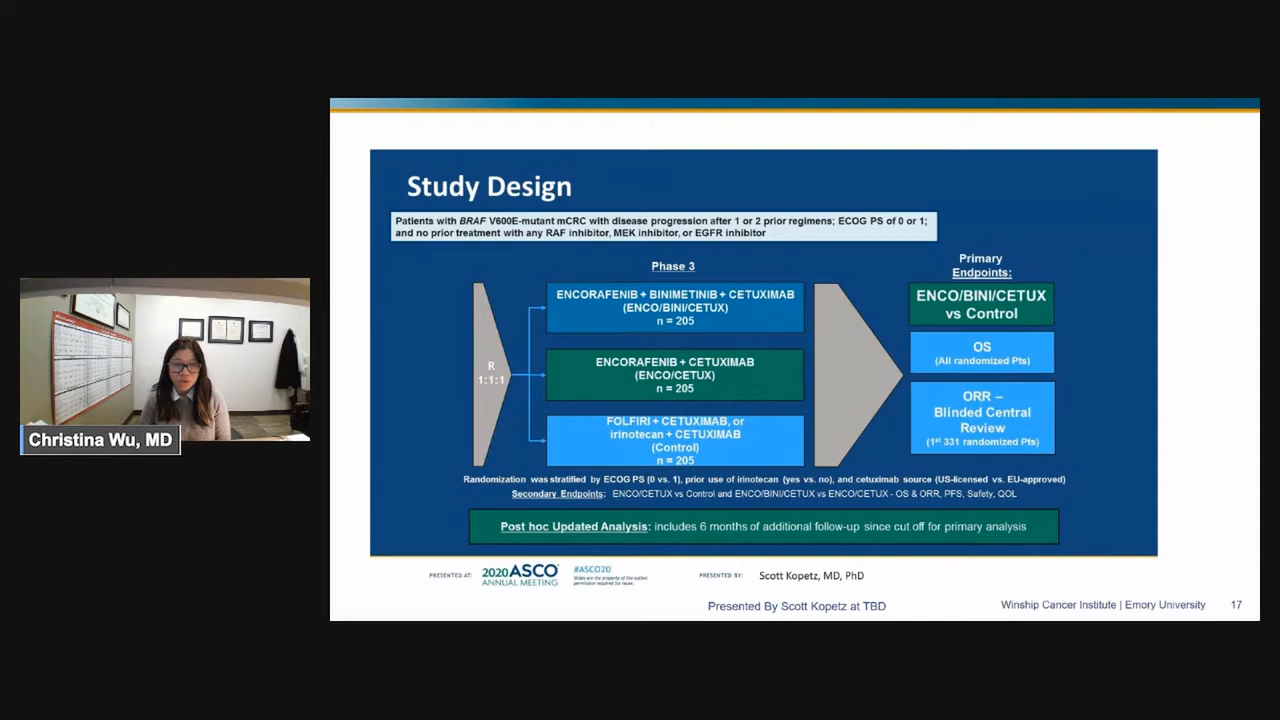 Study Design
Patients with BRAF V600E-mutant mCRC with disease progression after 1 or 2 prior regimens; ECOG PS of 0 or 1;
and no prior treatment with any RAF inhibitor, MEK inhibitor, or EGFR inhibitor
Phase 3
R
1:1:1
ENCORAFENIB + BINIMETINIB + CETUXIMAB
(ENCO/BINI/CETUX)
n = 205
ENCORAFENIB + CETUXIMAB
(ENCO/CETUX)
n = 205
FOLFIRI + CETUXIMAB, or
irinotecan + CETUXIMAB
(Control)
n = 205
Primary
Endpoints:
ENCO/BINI/CETUX
vs Control
OS
(All randomized Pts)
ORR –
Blinded Central
Review
(1st 331 randomized Pts)
Randomization was stratified by ECOG PS (0 vs. 1), prior use of irinotecan (yes vs. no), and cetuximab source (US-licensed vs. EU-approved)
Secondary Endpoints: ENCO/CETUX vs Control and ENCO/BINI/CETUX vs ENCO/CETUX - OS & ORR, PFS, Safety, QOL
Post hoc Updated Analysis: includes 6 months of additional follow-up since cut off for primary analysis
PRESENTED AT:
2020 ASCO
ANNUAL MEETING
#ASCO20
Slides are the property of the author,
permission required for reuse.
PRESENTED BY:
Scott Kopetz, MD, PhD
Presented By Scott Kopetz at TBD
Winship Cancer Institute | Emory University
17
Christina Wu, MD